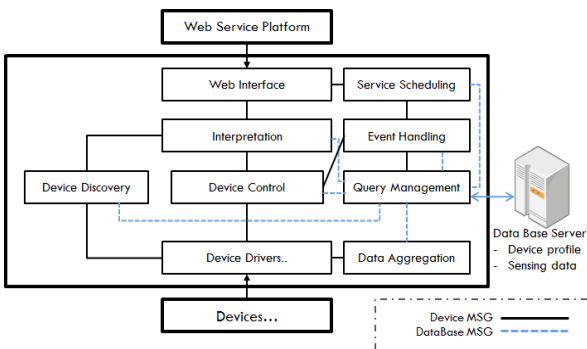 Web Service Platform
Web Interface
Service Scheduling
Interpretation
Event Handling
Device Discovery
Device Control
Query Management
Data Base Server
- Device profile
- Sensing data
Device Drivers..
Data Aggregation
Devices...
Device MSG
DataBase MSG